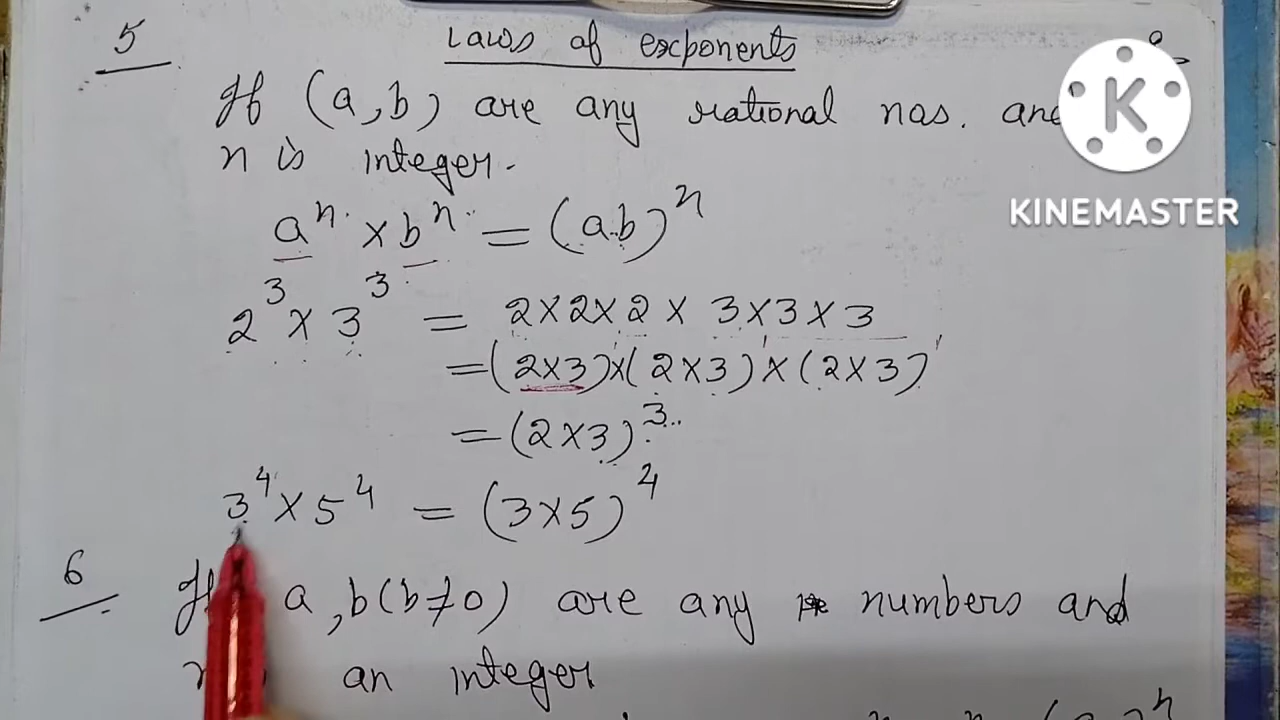 5 Laws of exponents
If (a,b) are any rational nos. and
n is integer.
aⁿ × bⁿ = (ab)ⁿ
2³ × 3³ = 2×2×2 × 3×3×3
=(2×3)×(2×3)×(2×3)
=(2×3)³
3⁴ × 5⁴ = (3×5)⁴
6 If a, b(b≠0) are any numbers and
an integer
K
KINEMASTER